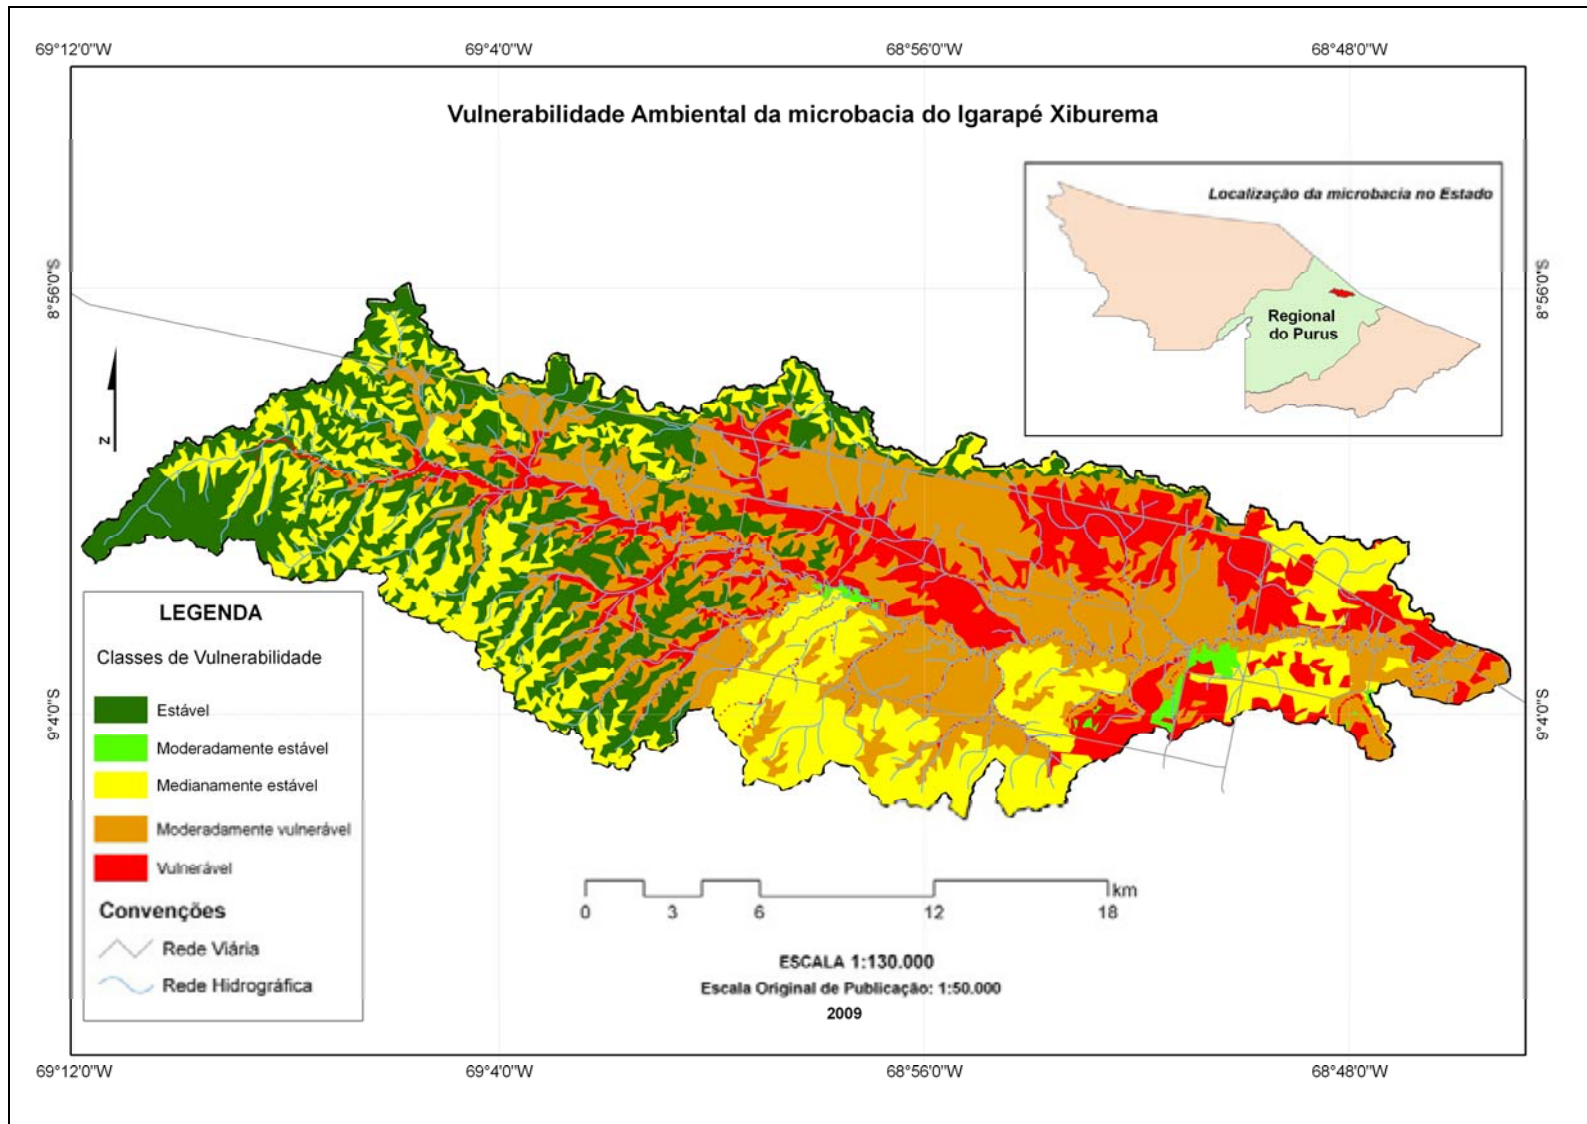 69°12'0"W 69°4'0"W 68°56'0"W 68°48'0"W
Vulnerabilidade Ambiental da microbacia do Igarapé Xiburema
Localização da microbacia no Estado
Regional
do Purus
8°56'0"S
8°56'0"S
N
9°4'0"S
9°4'0"S
LEGENDA
Classes de Vulnerabilidade
Estável
Moderadamente estável
Medianamente estável
Moderadamente vulnerável
Vulnerável
Convenções
Rede Viária
Rede Hidrográfica
km
0 3 6 12 18
ESCALA 1:130.000
Escala Original de Publicação: 1:50.000
2009
69°12'0"W 69°4'0"W 68°56'0"W 68°48'0"W